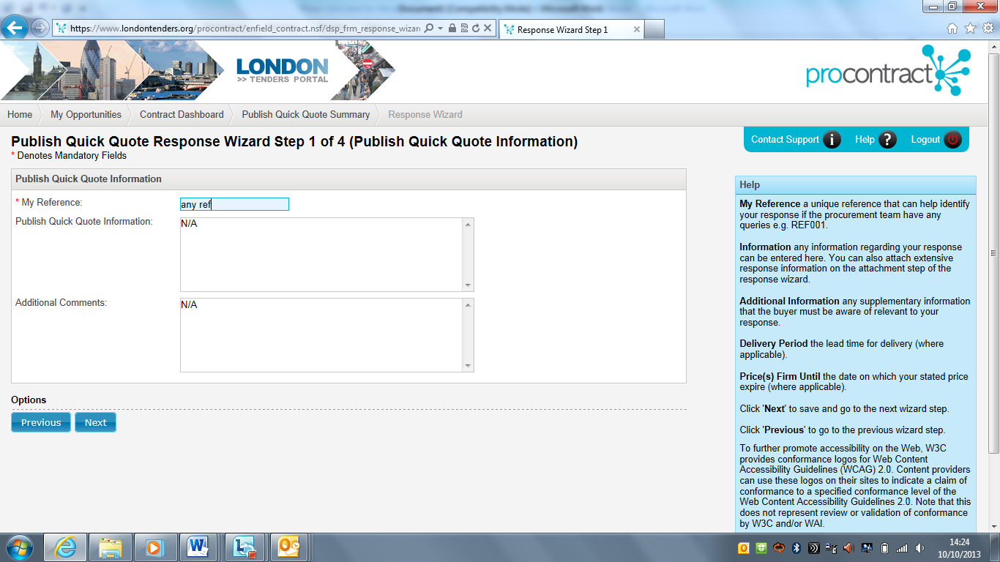 https://www.londontenders.org/procontract/enfield_contract.nsf/dsp_frm_response_wizar
Response Wizard Step 1
LONDON
>> TENDERS PORTAL
procontract
Home
My Opportunities
Contract Dashboard
Publish Quick Quote Summary
Response Wizard
Contact Support
Help
Logout
Publish Quick Quote Response Wizard Step 1 of 4 (Publish Quick Quote Information)
* Denotes Mandatory Fields
Publish Quick Quote Information
* My Reference:
any ref
Publish Quick Quote Information:
N/A
Additional Comments:
N/A
Options
Previous
Next
Help
My Reference a unique reference that can help identify
your response if the procurement team have any
queries e.g. REF001.
Information any information regarding your response
can be entered here. You can also attach extensive
response information on the attachment step of the
response wizard.
Additional Information any supplementary information
that the buyer must be aware of relevant to your
response.
Delivery Period the lead time for delivery (where
applicable).
Price(s) Firm Until the date on which your stated price
expire (where applicable).
Click 'Next' to save and go to the next wizard step.
Click 'Previous' to go to the previous wizard step.
To further promote accessibility on the Web, W3C
provides conformance logos for Web Content
Accessibility Guidelines (WCAG) 2.0. Content providers
can use these logos on their sites to indicate a claim of
conformance to a specified conformance level of the
Web Content Accessibility Guidelines 2.0. Note that this
does not represent review or validation of conformance
by W3C and/or WAI.
14:24
10/10/2013